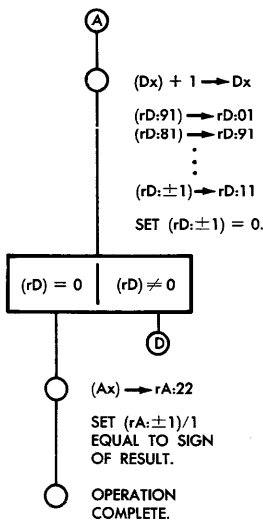 A
(Dx) + 1 → Dx
(rD:91) → rD:01
(rD:81) → rD:91
⋮
(rD:±1) → rD:11
SET (rD:±1) = 0.
(rD) = 0 (rD) ≠ 0
D
(Ax) → rA:22
SET (rA:±1)/1
EQUAL TO SIGN
OF RESULT.
OPERATION
COMPLETE.